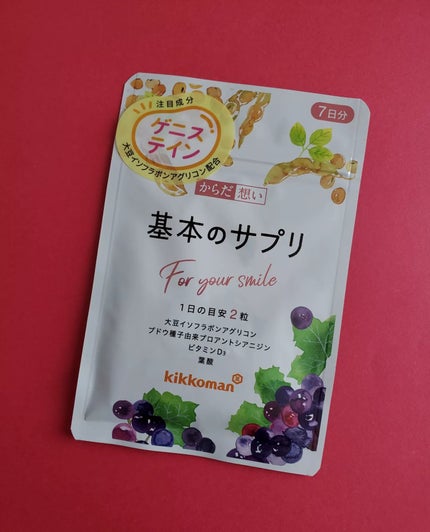 注目成分
ゲニス
テイン
大豆イソフラボンアグリコン配合
7日分
からだ想い
基本のサプリ
For your smile
1日の目安2粒
大豆イソフラボンアグリコン
ブドウ種子由来プロアントシアニジン
ビタミンD₃
葉酸
kikkoman